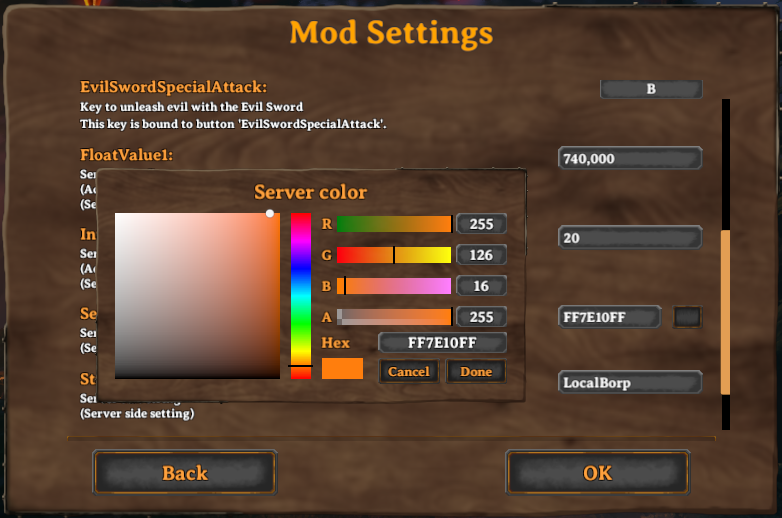 Mod Settings
EvilSwordSpecialAttack:
B
Key to unleash evil with the Evil Sword
This key is bound to button 'EvilSwordSpecialAttack'.
FloatValue1:
740,000
Server color
R
255
20
G
126
B
16
A
255
FF7E10FF
Hex
FF7E10FF
Cancel
Done
LocalBorp
(Server side setting)
Back
OK